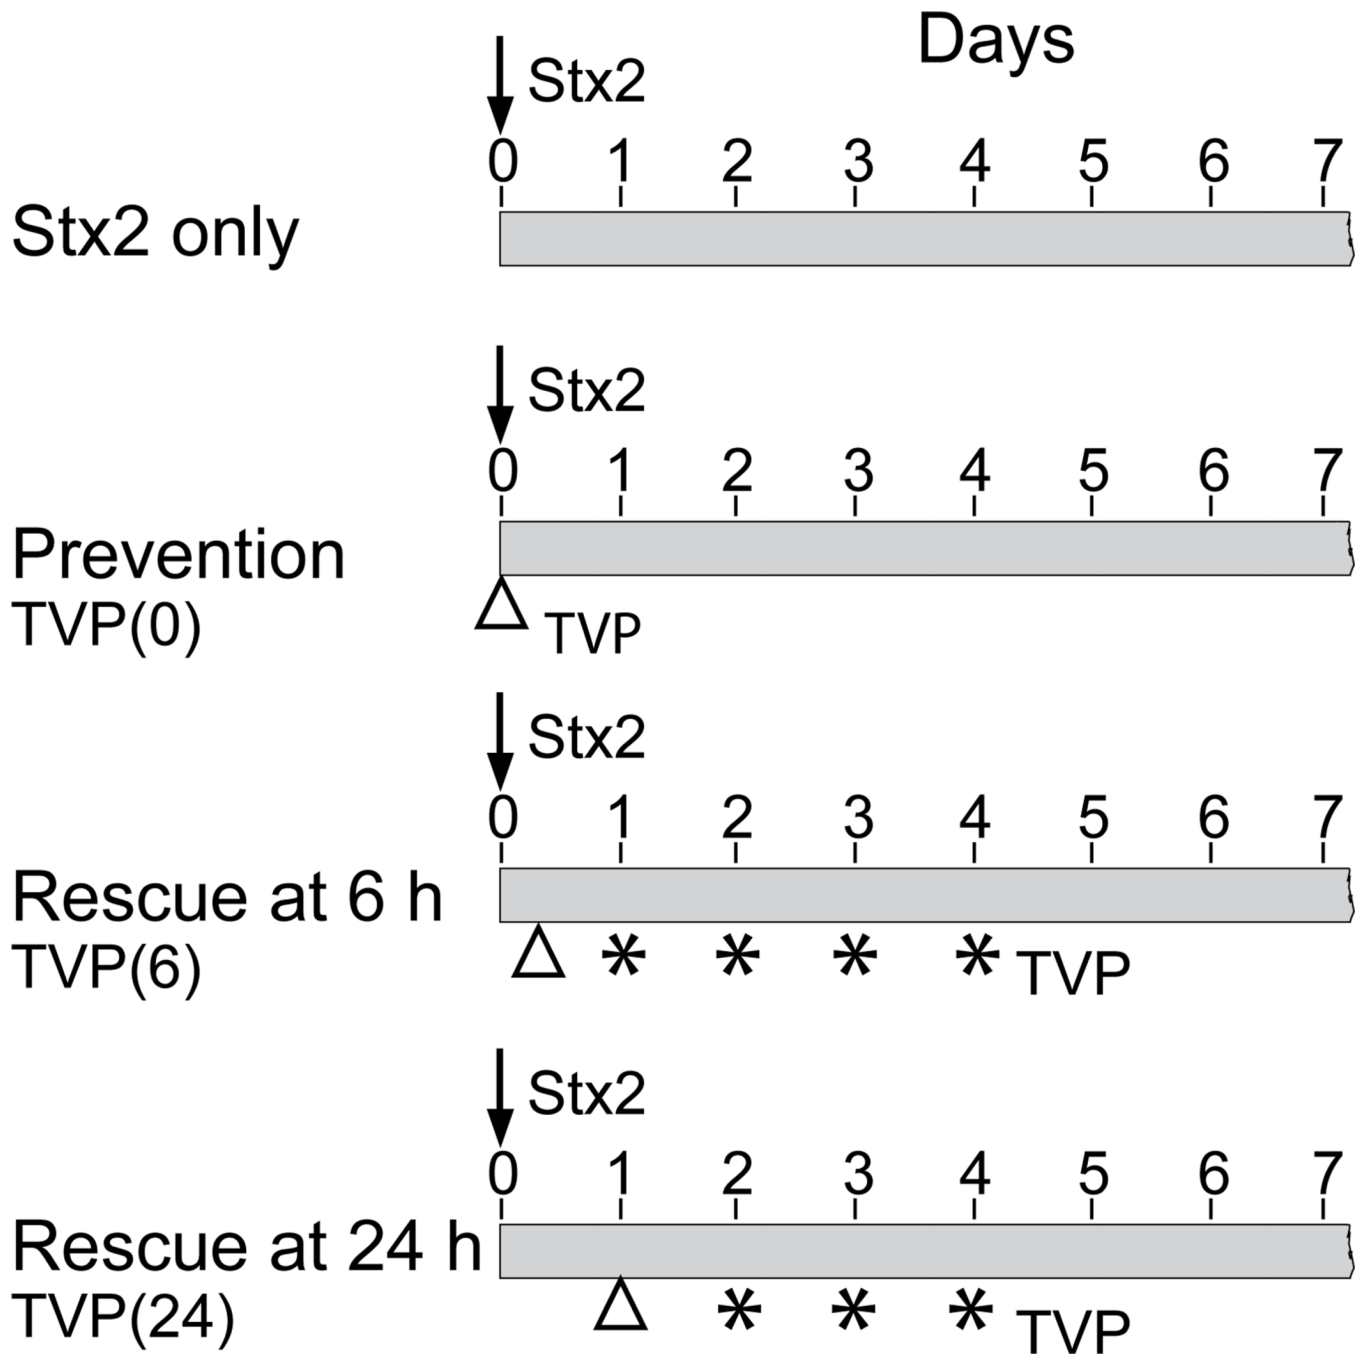 Days
Stx2
0 1 2 3 4 5 6 7
Stx2 only
Stx2
0 1 2 3 4 5 6 7
Prevention
TVP(0)
TVP
Stx2
0 1 2 3 4 5 6 7
Rescue at 6 h
TVP(6)
* * * * TVP
Stx2
0 1 2 3 4 5 6 7
Rescue at 24 h
TVP(24)
* * * TVP